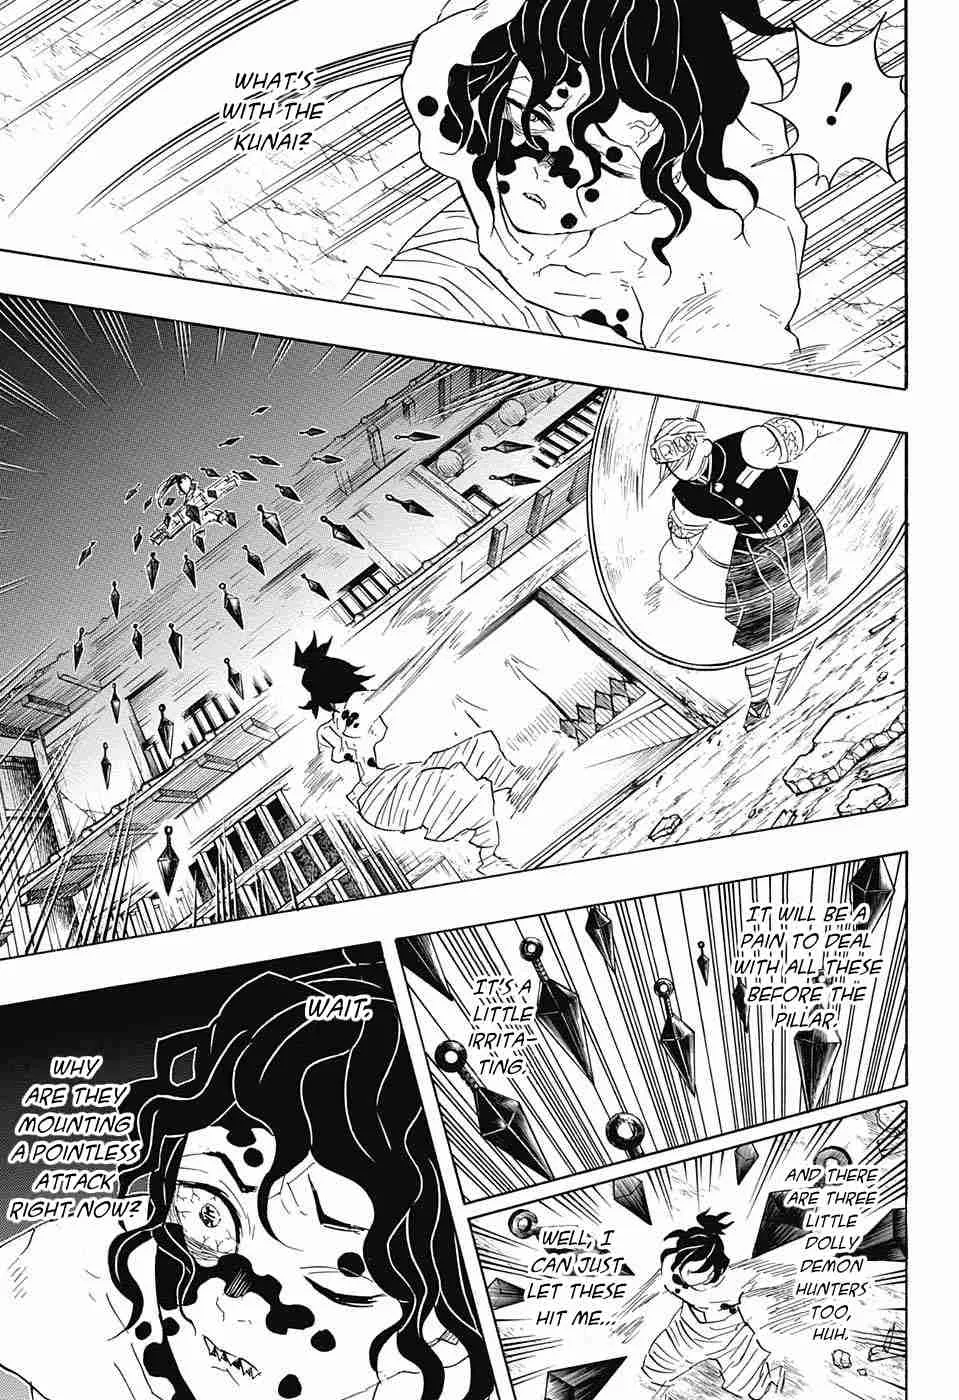 !
WHAT'S
WITH THE
KUNAI?
IT WILL BE A
PAIN TO DEAL
WITH ALL THESE
BEFORE THE
PILLAR!
IT'S A
LITTLE
IRRITA-
TING.
AND THERE
ARE THREE
LITTLE
DOLLY
DEMON
HUNTERS
TOO,
HUH.
WELL, I
CAN JUST
LET THESE
HIT ME...
WAIT.
WHY
ARE THEY
MOUNTING
A POINTLESS
ATTACK
RIGHT NOW?